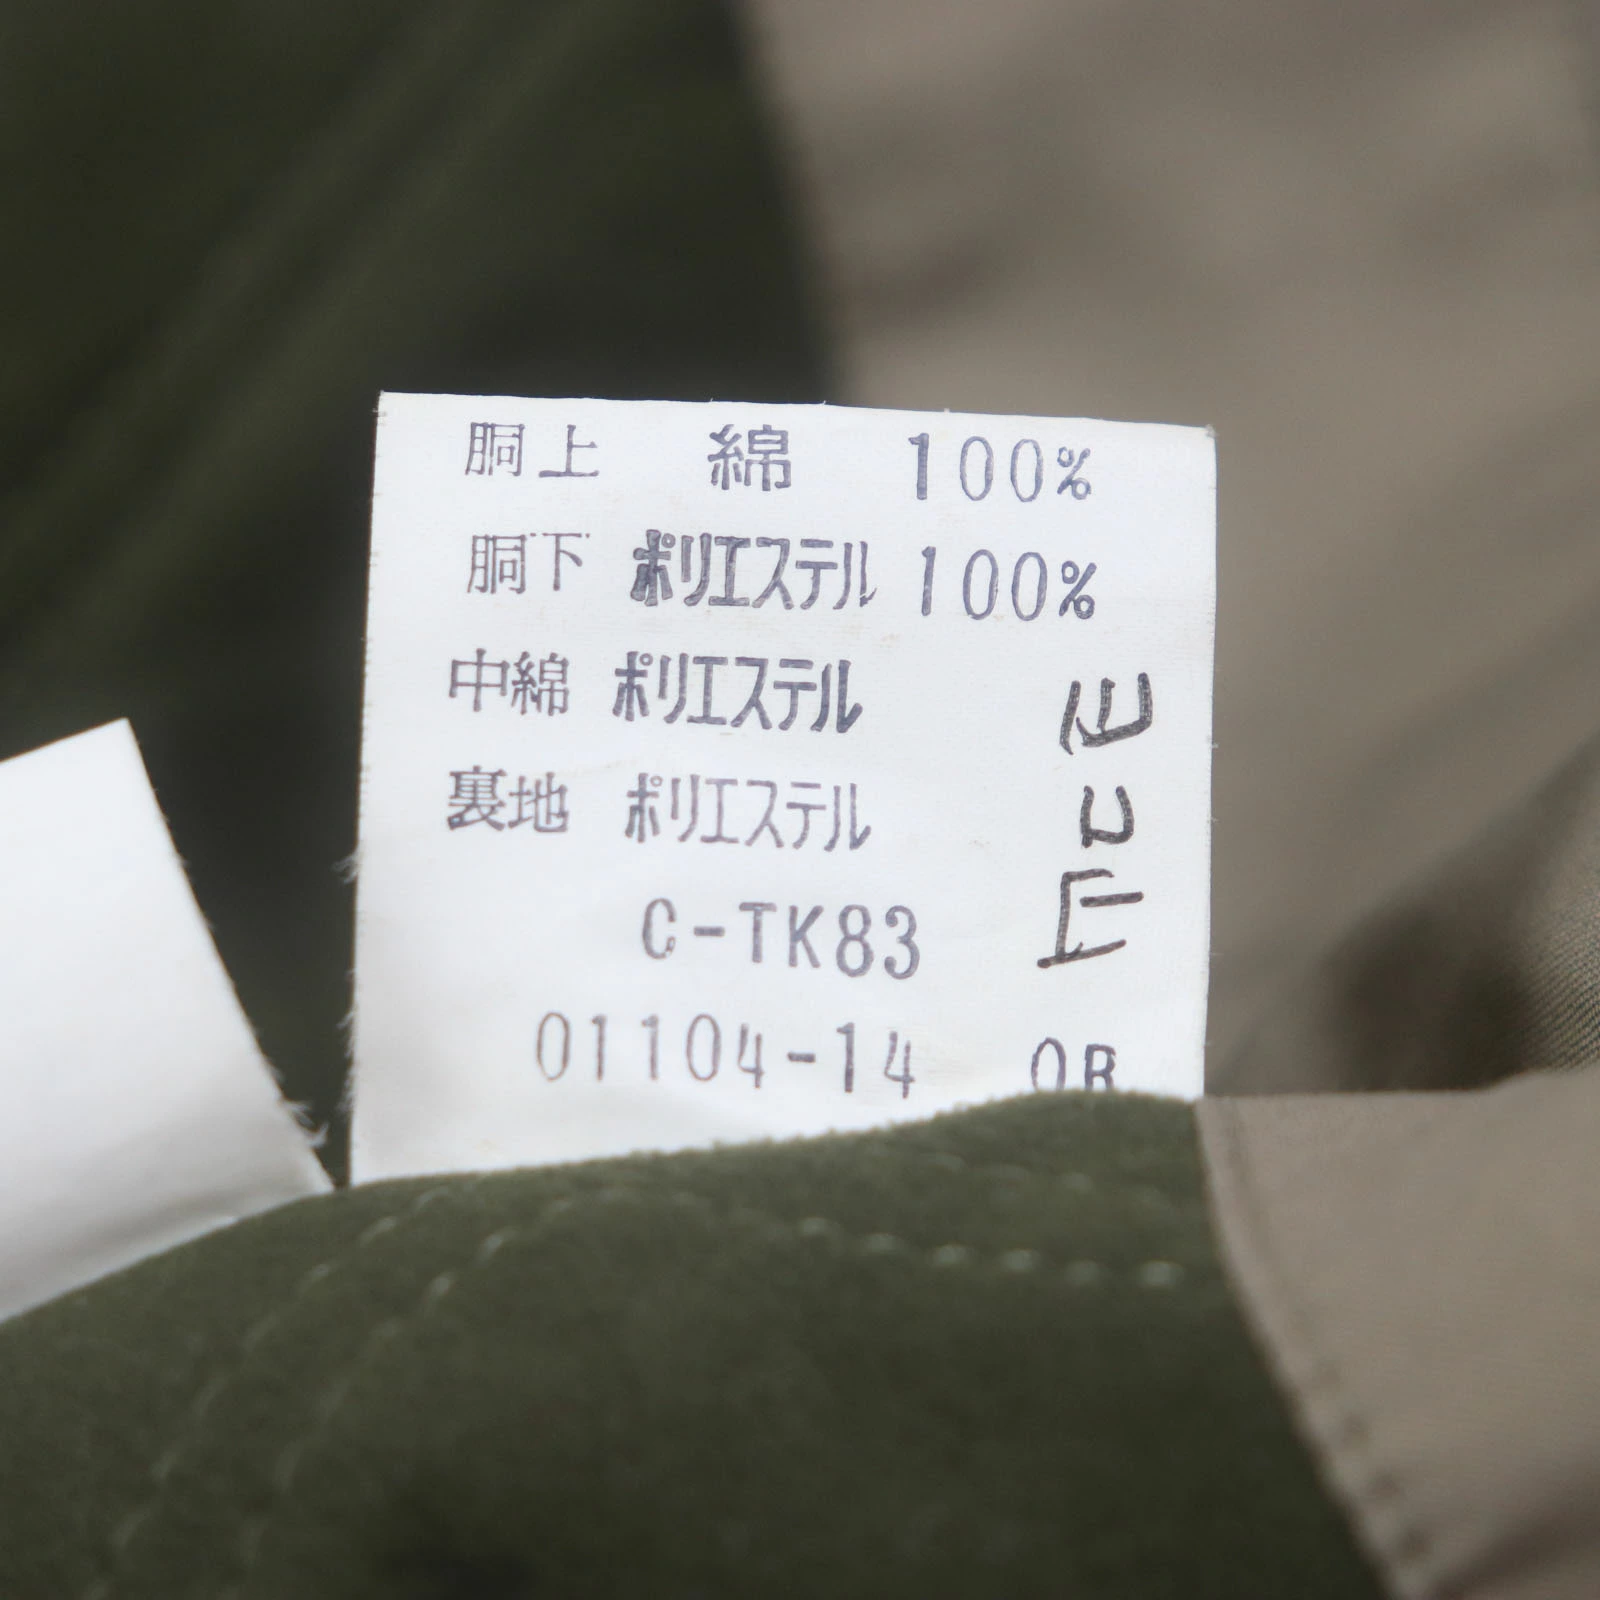 胴上 綿 100%
胴下 ポリエステル 100%
中綿 ポリエステル
裏地 ポリエステル
C-TK83
01104-14 OR